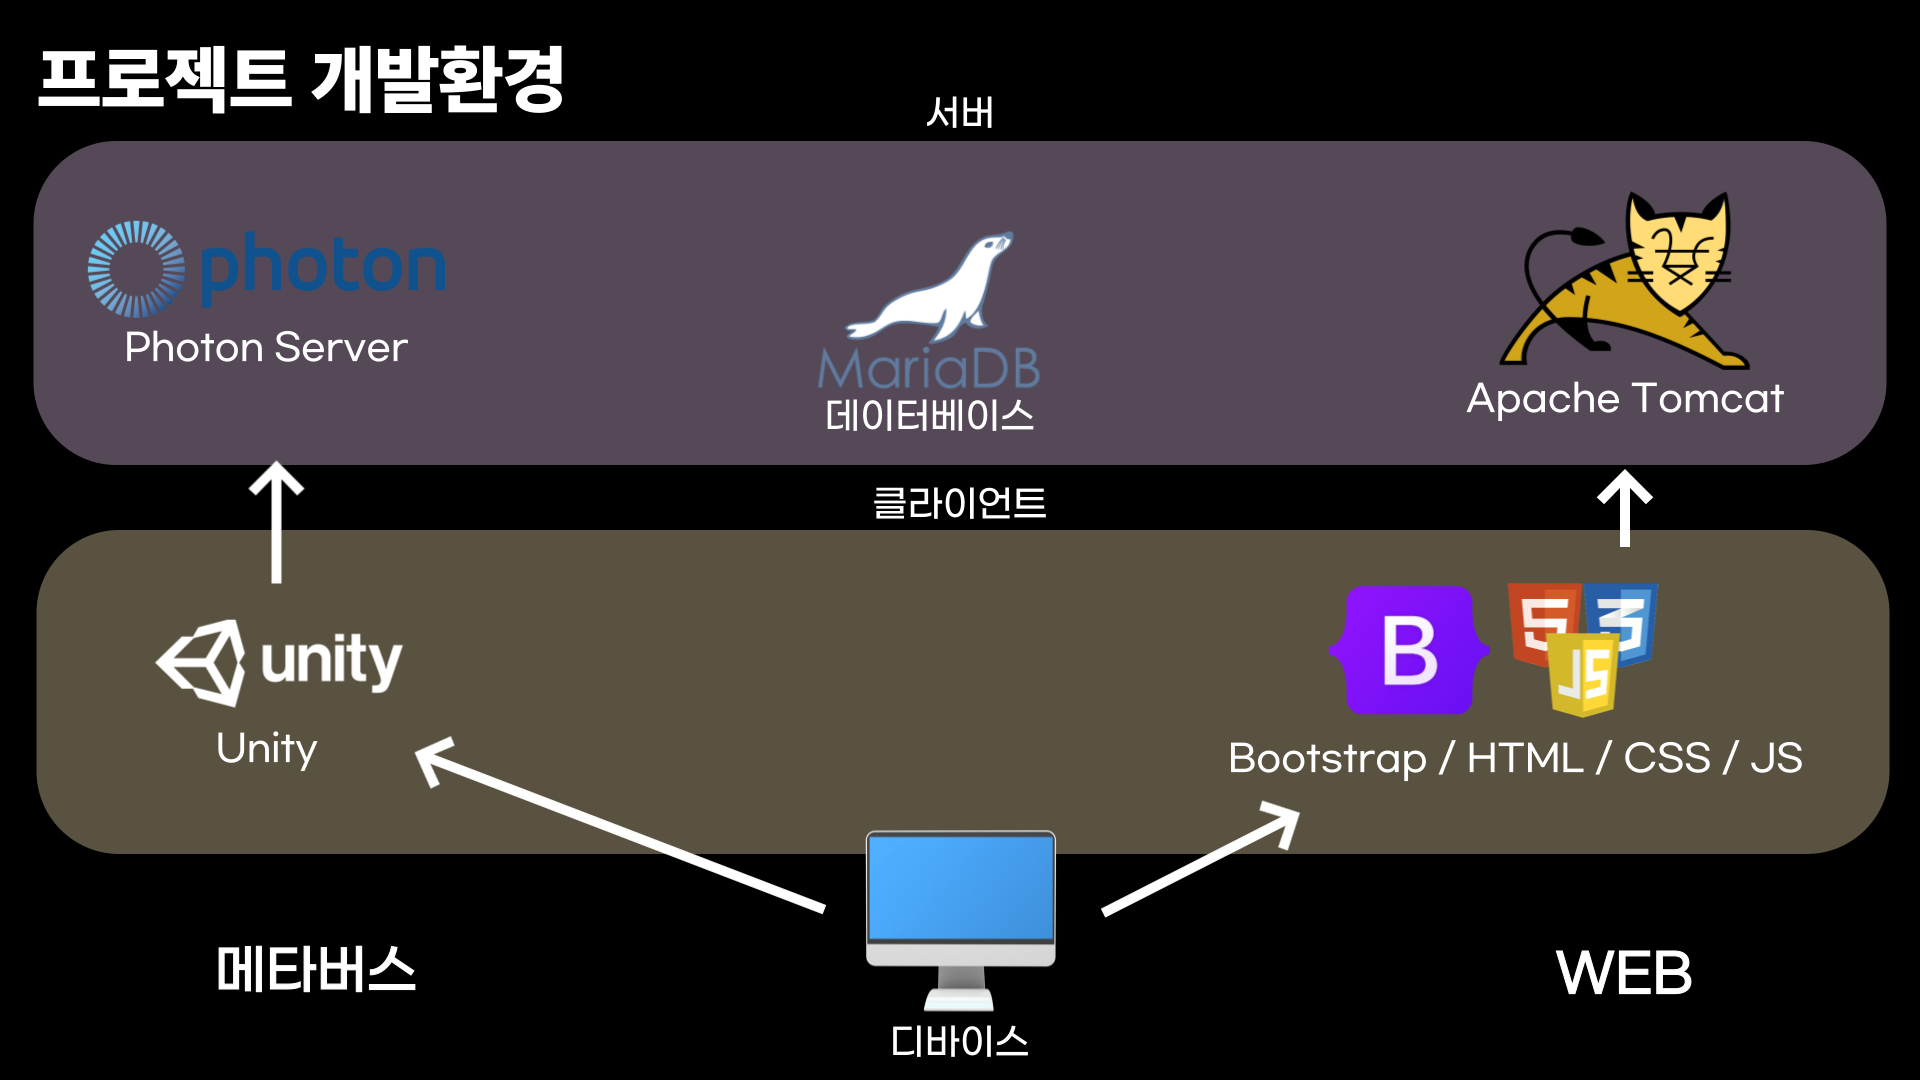 프로젝트 개발환경
서버
photon
Photon Server
MariaDB
데이터베이스
Apache Tomcat
클라이언트
unity
Unity
B
5
3
JS
Bootstrap / HTML / CSS / JS
메타버스
디바이스
WEB